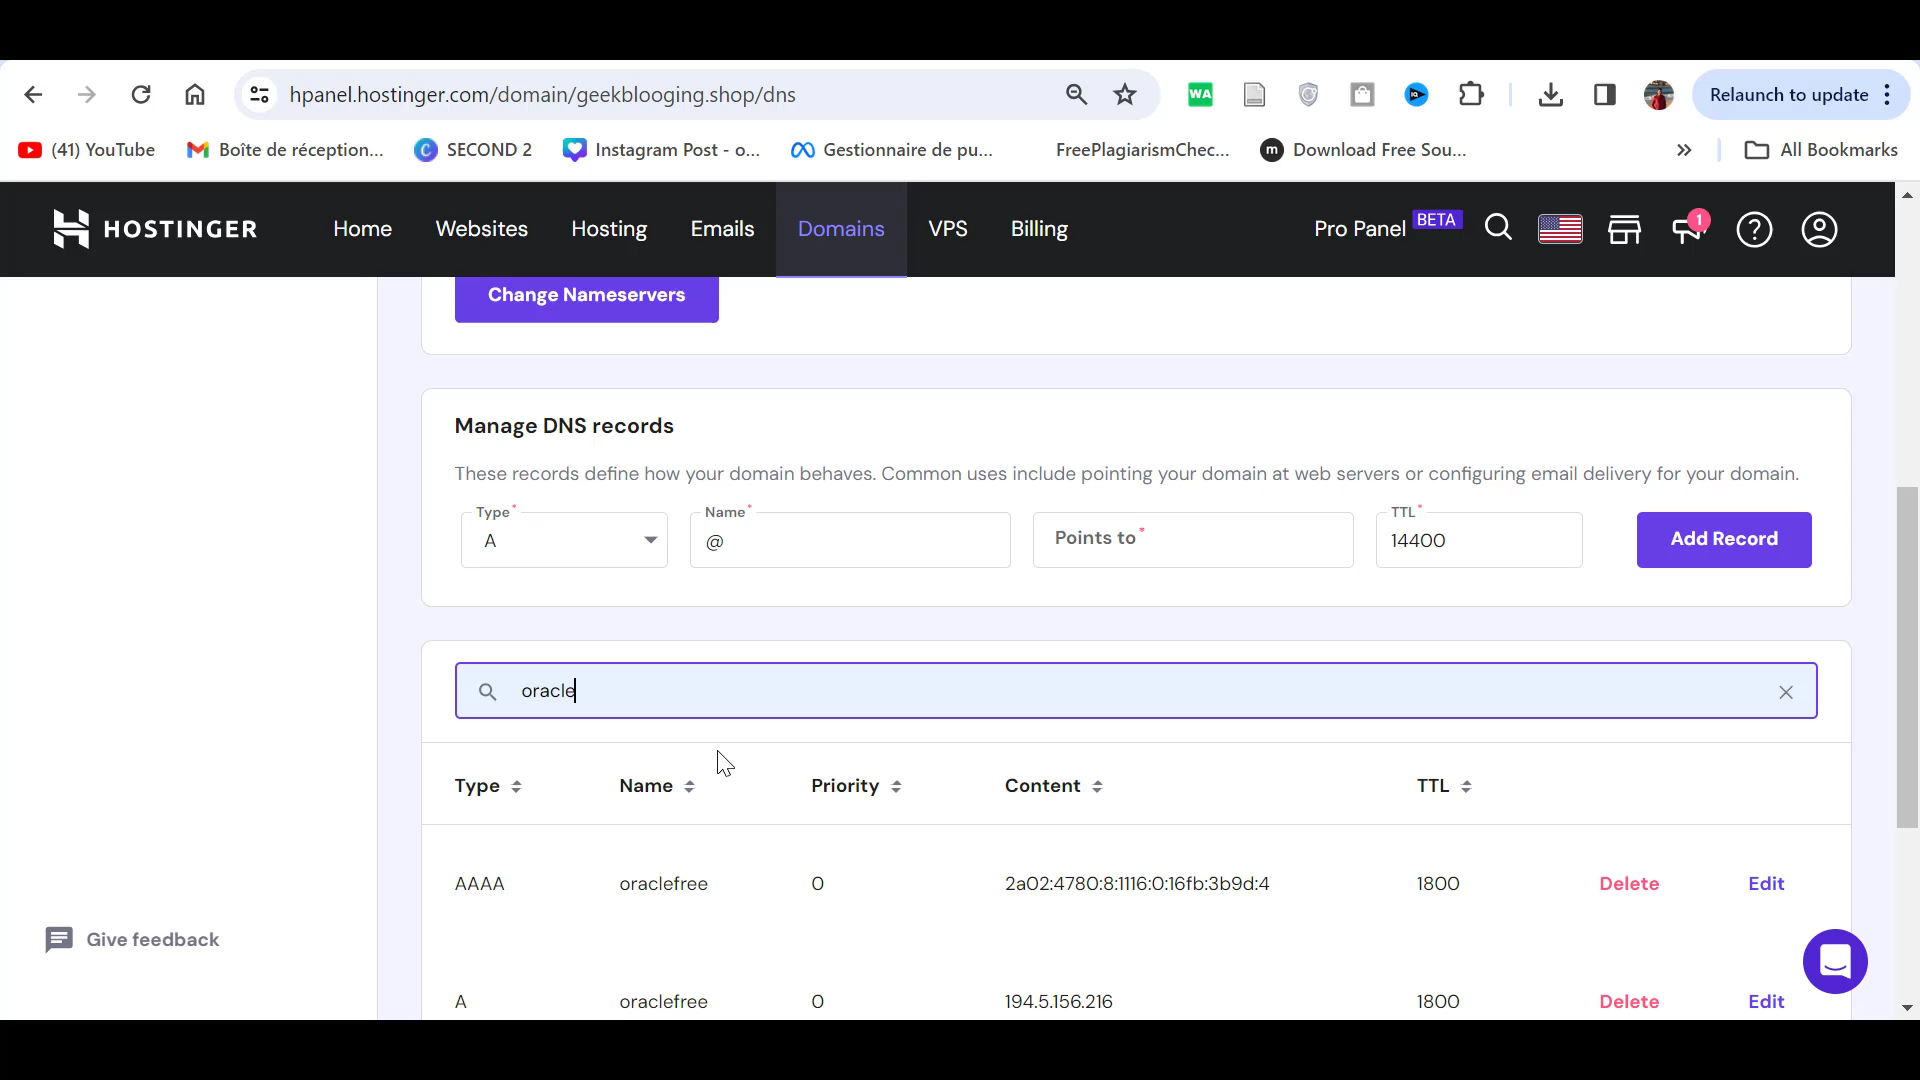 hpanel.hostinger.com/domain/geekblooging.shop/dns
WA
Relaunch to update
(41) YouTube
Boîte de réception...
SECOND 2
Instagram Post - o...
Gestionnaire de pu...
FreePlagiarismChec...
m
Download Free Sou...
All Bookmarks
HOSTINGER
Home
Websites
Hosting
Emails
Domains
VPS
Billing
Pro Panel BETA
1
Change Nameservers
Manage DNS records
These records define how your domain behaves. Common uses include pointing your domain at web servers or configuring email delivery for your domain.
Type*
A
Name*
@
Points to*
TTL*
14400
Add Record
oracle
Type
Name
Priority
Content
TTL
AAAA oraclefree 0 2a02:4780:8:1116:0:16fb:3b9d:4 1800 Delete Edit
Give feedback
A oraclefree 0 194.5.156.216 1800 Delete Edit